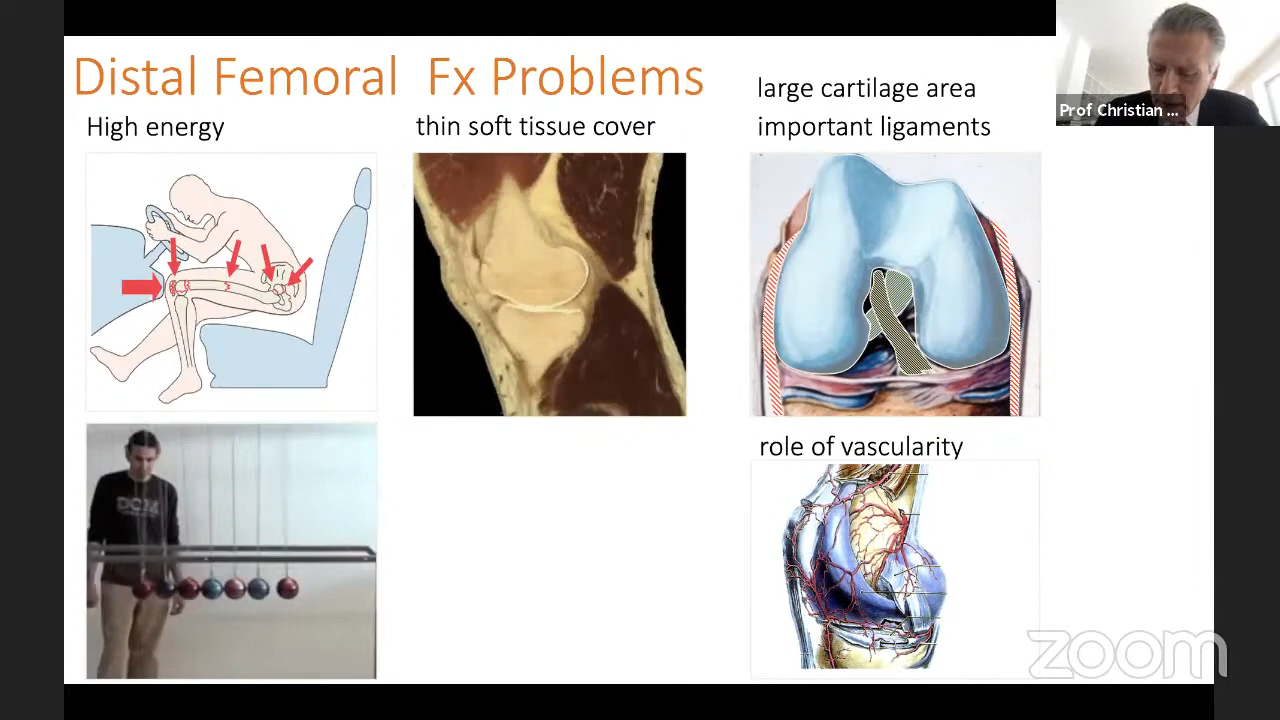 Distal Femoral Fx Problems
High energy
thin soft tissue cover
large cartilage area
important ligaments
role of vascularity
Prof Christian ...
zoom